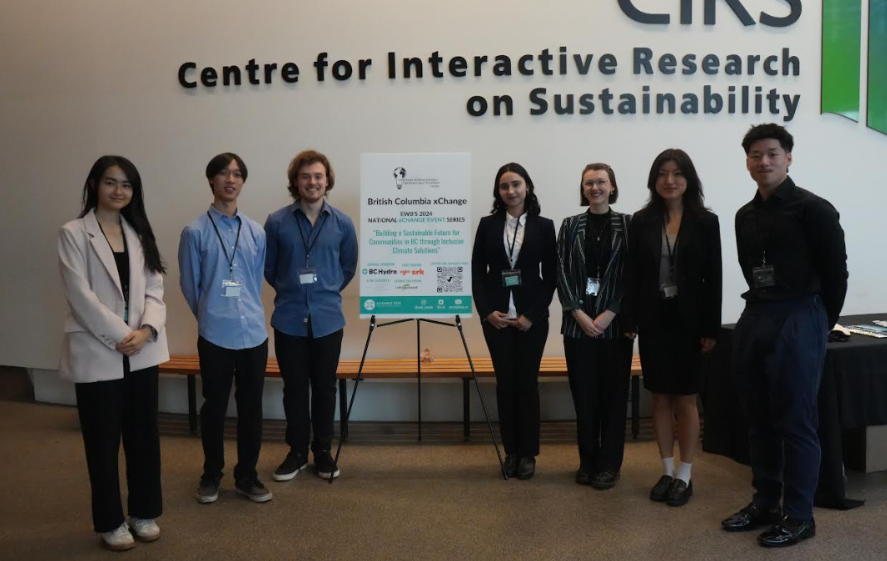 CIRS
Centre for Interactive Research
on Sustainability
British Columbia xChange
EWB'S 2024
NATIONAL xCHANGE EVENT SERIES
"Building a Sustainable Future for
Communities in BC through Inclusive
Climate Solutions"
BC Hydro
ark